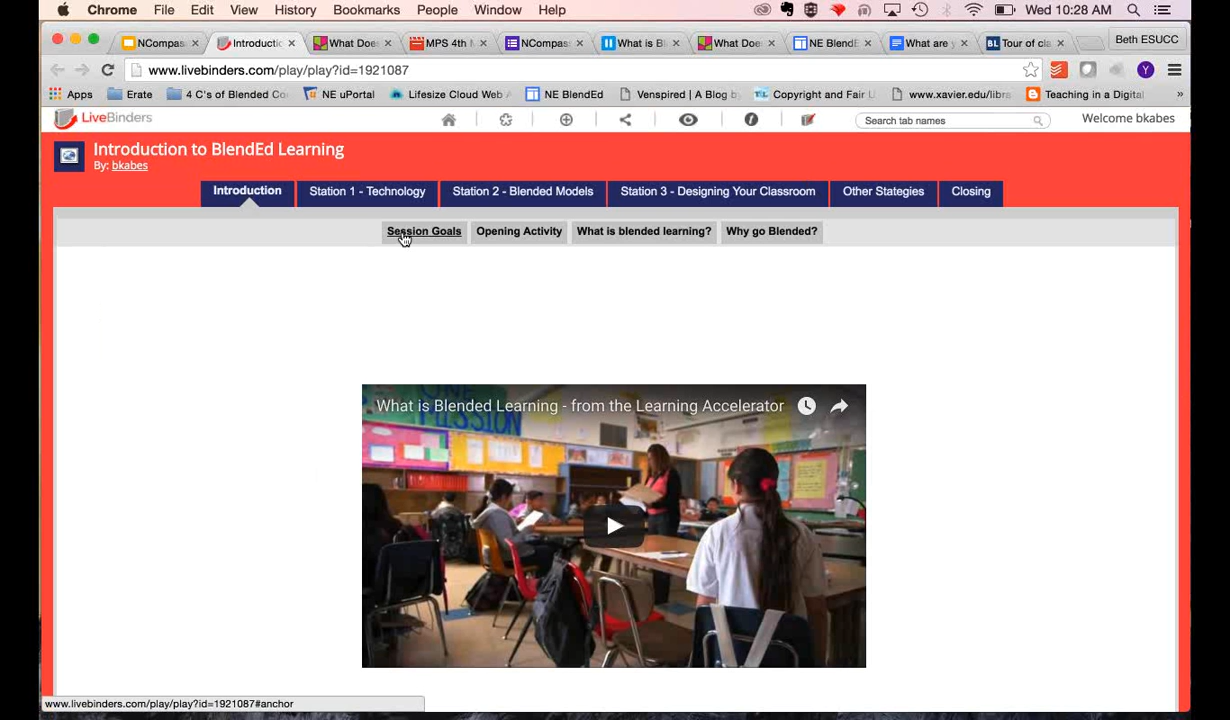 Chrome File Edit View History Bookmarks People Window Help Wed 10:28 AM
NCompas Introductic What Does MPS 4th M NCompass What is Bl What Doe NE BlendE What are y Tour of cla Beth ESUCC
www.livebinders.com/play/play?id=1921087
Apps Erate 4 C's of Blended Co NE uPortal Lifesize Cloud Web NE BlendEd Venspired | A Blog by Copyright and Fair U www.xavier.edu/libra Teaching in a Digital »
LiveBinders Search tab names Welcome bkabes
Introduction to BlendEd Learning
By: bkabes
Introduction Station 1 - Technology Station 2 - Blended Models Station 3 - Designing Your Classroom Other Stategies Closing
Session Goals Opening Activity What is blended learning? Why go Blended?
What is Blended Learning - from the Learning Accelerator
MISSION
www.livebinders.com/play/play?id=1921087#anchor